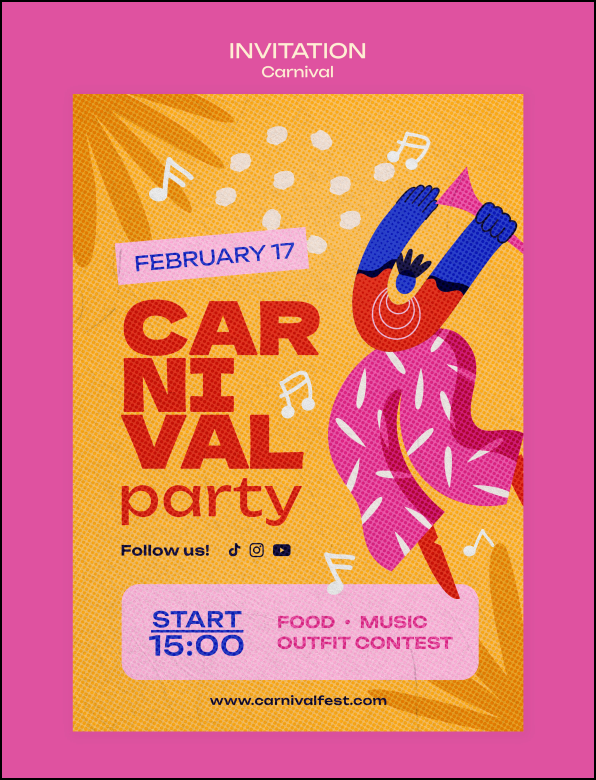 INVITATION
Carnival
FEBRUARY 17
CAR
NI
VAL
party
Follow us!
START
15:00
FOOD • MUSIC
OUTFIT CONTEST
www.carnivalfest.com